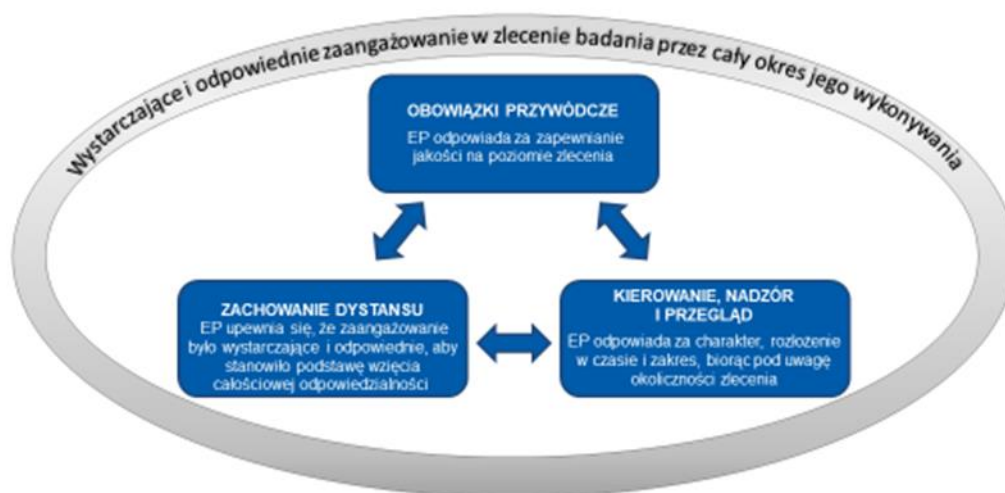 Wystarczające i odpowiednie zaangażowanie w zlecenie badania przez cały okres jego wykonywania
OBOWIĄZKI PRZYWÓDCZE
EP odpowiada za zapewnianie
jakości na poziomie zlecenia
ZACHOWANIE DYSTANSU
EP upewnia się, że zaangażowanie
było wystarczające i odpowiednie, aby
stanowiło podstawę wzięcia
całościowej odpowiedzialności
KIEROWANIE, NADZÓR
I PRZEGLĄD
EP odpowiada za charakter, rozłożenie
w czasie i zakres, biorąc pod uwagę
okoliczności zlecenia